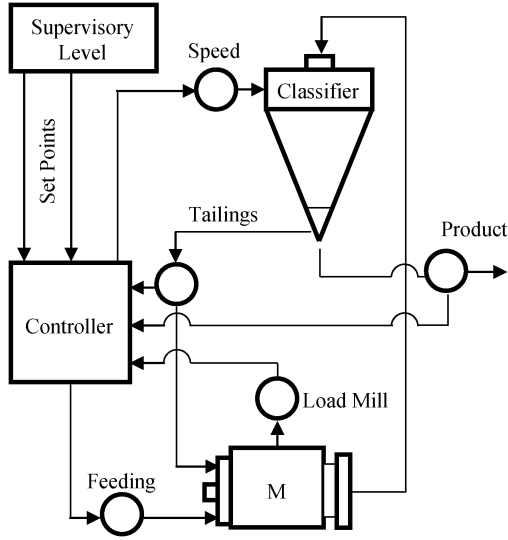 Supervisory
Level
Speed
Classifier
Set Points
Tailings
Product
Controller
Load Mill
Feeding
M